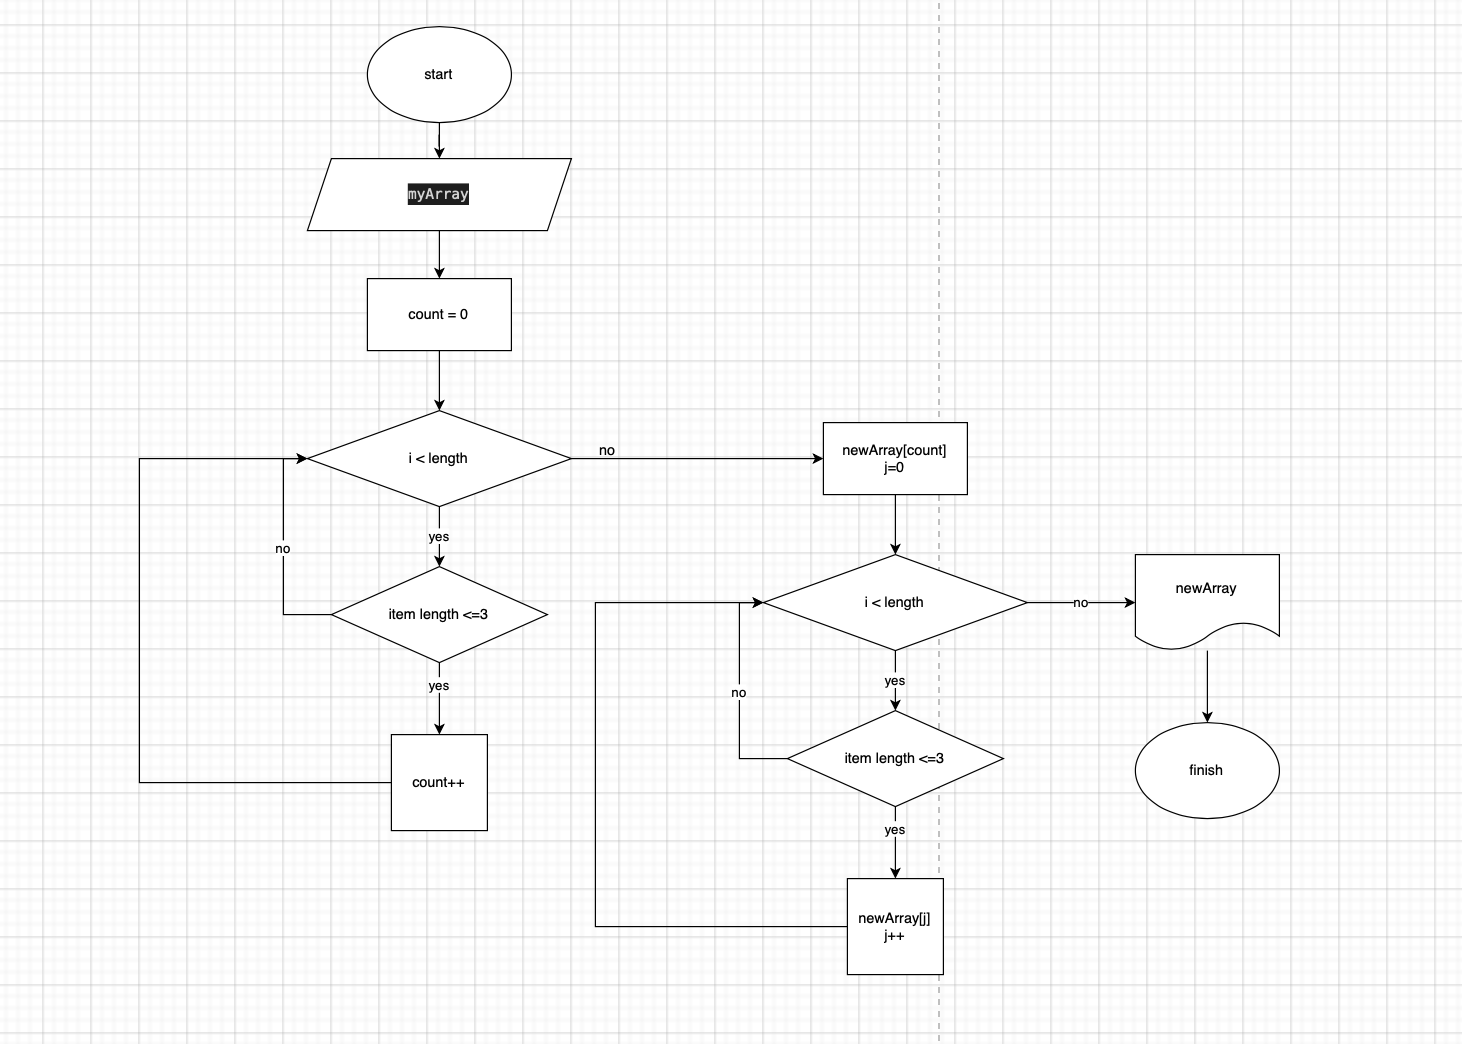 start
myArray
count = 0
i < length
no
yes
no
item length <=3
yes
count++
newArray[count]
j=0
i < length
no
newArray
yes
no
item length <=3
finish
yes
newArray[j]
j++